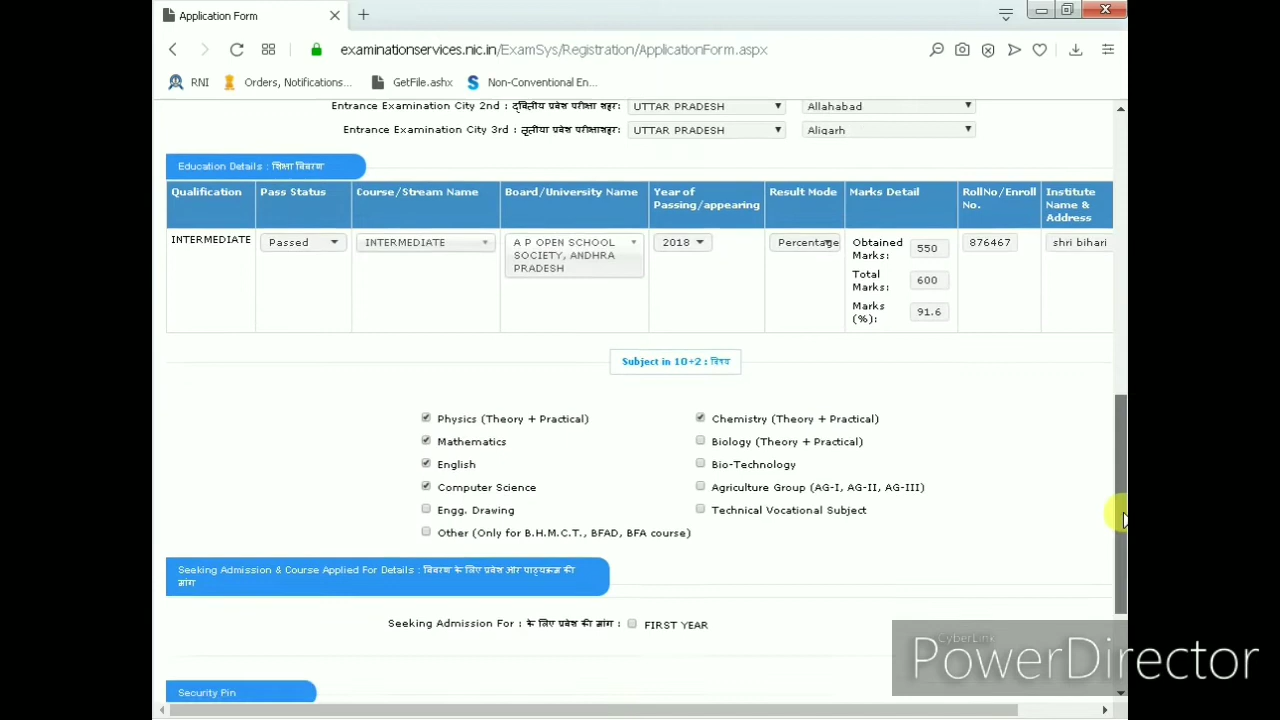 Application Form
examinationservices.nic.in/ExamSys/Registration/ApplicationForm.aspx
RNI Orders, Notifications... GetFile.ashx Non-Conventional En...
Entrance Examination City 2nd : द्वितीय प्रवेश परीक्षा शहर: UTTAR PRADESH Allahabad
Entrance Examination City 3rd : तृतीया प्रवेश परीक्षाशहर: UTTAR PRADESH Aligarh
Education Details : शिक्षा विवरण
Qualification Pass Status Course/Stream Name Board/University Name Year of Passing/appearing Result Mode Marks Detail RollNo/Enroll No. Institute Name & Address
INTERMEDIATE Passed INTERMEDIATE A P OPEN SCHOOL SOCIETY, ANDHRA PRADESH 2018 Percentage Obtained Marks: 550 876467 shri bihari
Total Marks: 600
Marks (%): 91.6
Subject in 10+2 : विषय
Physics (Theory + Practical) Chemistry (Theory + Practical)
Mathematics Biology (Theory + Practical)
English Bio-Technology
Computer Science Agriculture Group (AG-I, AG-II, AG-III)
Engg. Drawing Technical Vocational Subject
Other (Only for B.H.M.C.T., BFAD, BFA course)
Seeking Admission & Course Applied For Details : विवरण के लिए प्रवेश और पाठ्यक्रम की
मांग
Seeking Admission For : के लिए प्रवेश की मांग : FIRST YEAR
CyberLink
PowerDirector
Security Pin